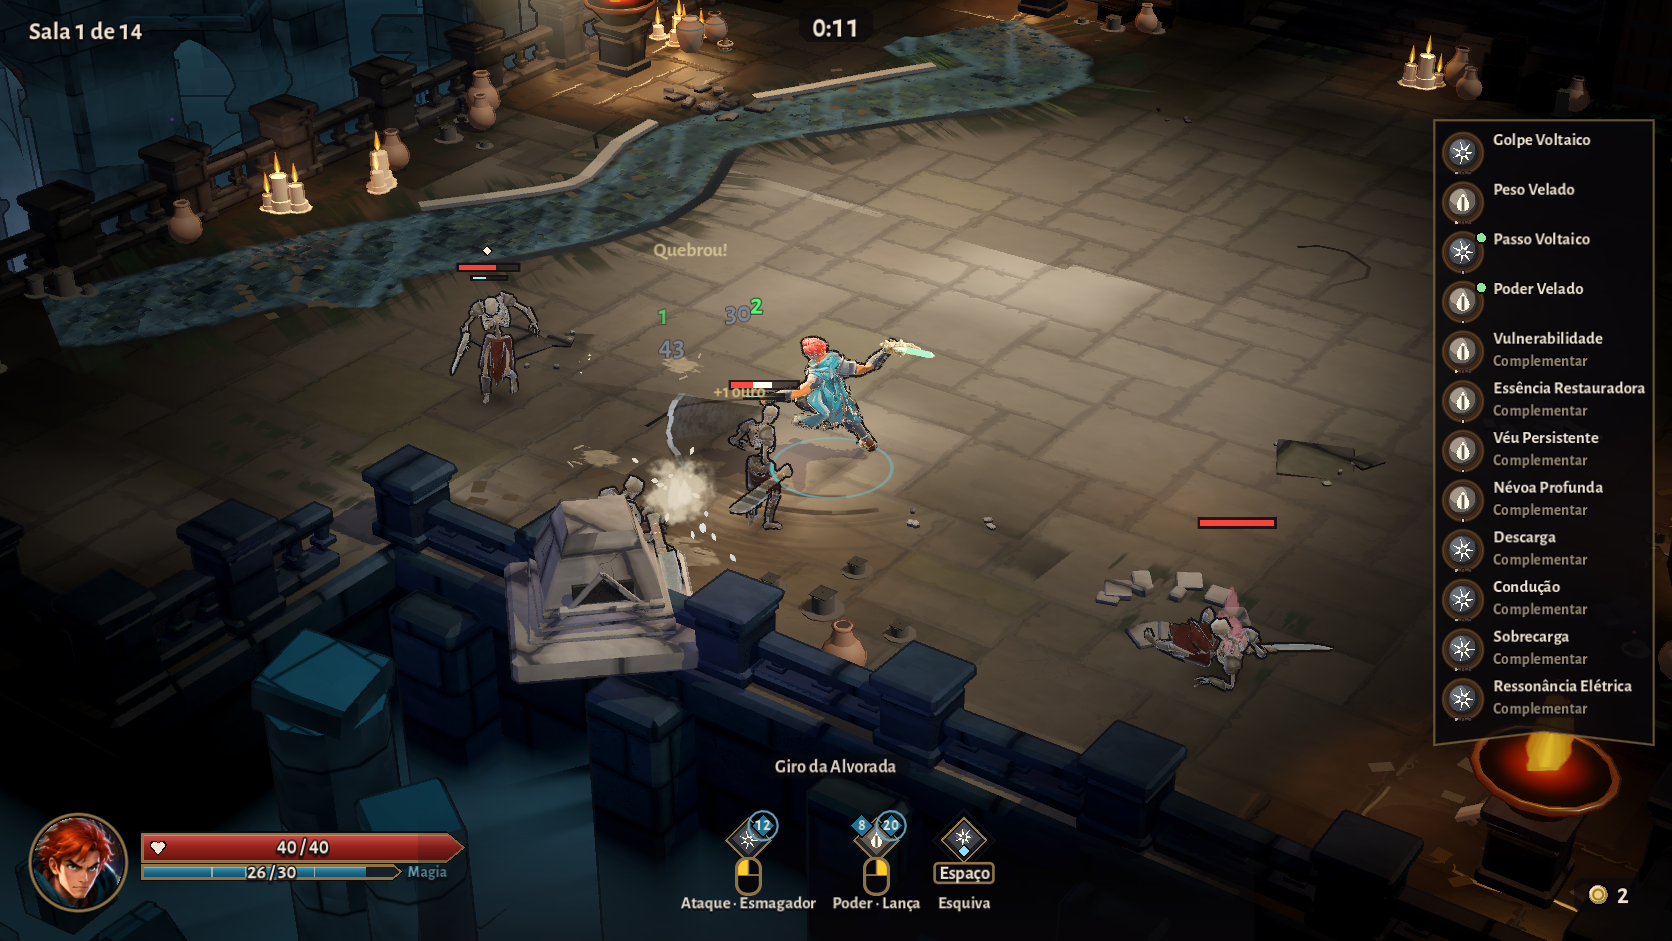 Sala 1 de 14
0:11
Golpe Voltaico
Peso Velado
Passo Voltaico
Poder Velado
Vulnerabilidade
Complementar
Essência Restauradora
Complementar
Véu Persistente
Complementar
Névoa Profunda
Complementar
Descarga
Complementar
Condução
Complementar
Sobrecarga
Complementar
Ressonância Elétrica
Complementar
Quebrou!
1
30 2
43
+1 ouro
Giro da Alvorada
12
8 20
40/40
26/30
Magia
Espaço
Ataque · Esmagador
Poder · Lança
Esquiva
2